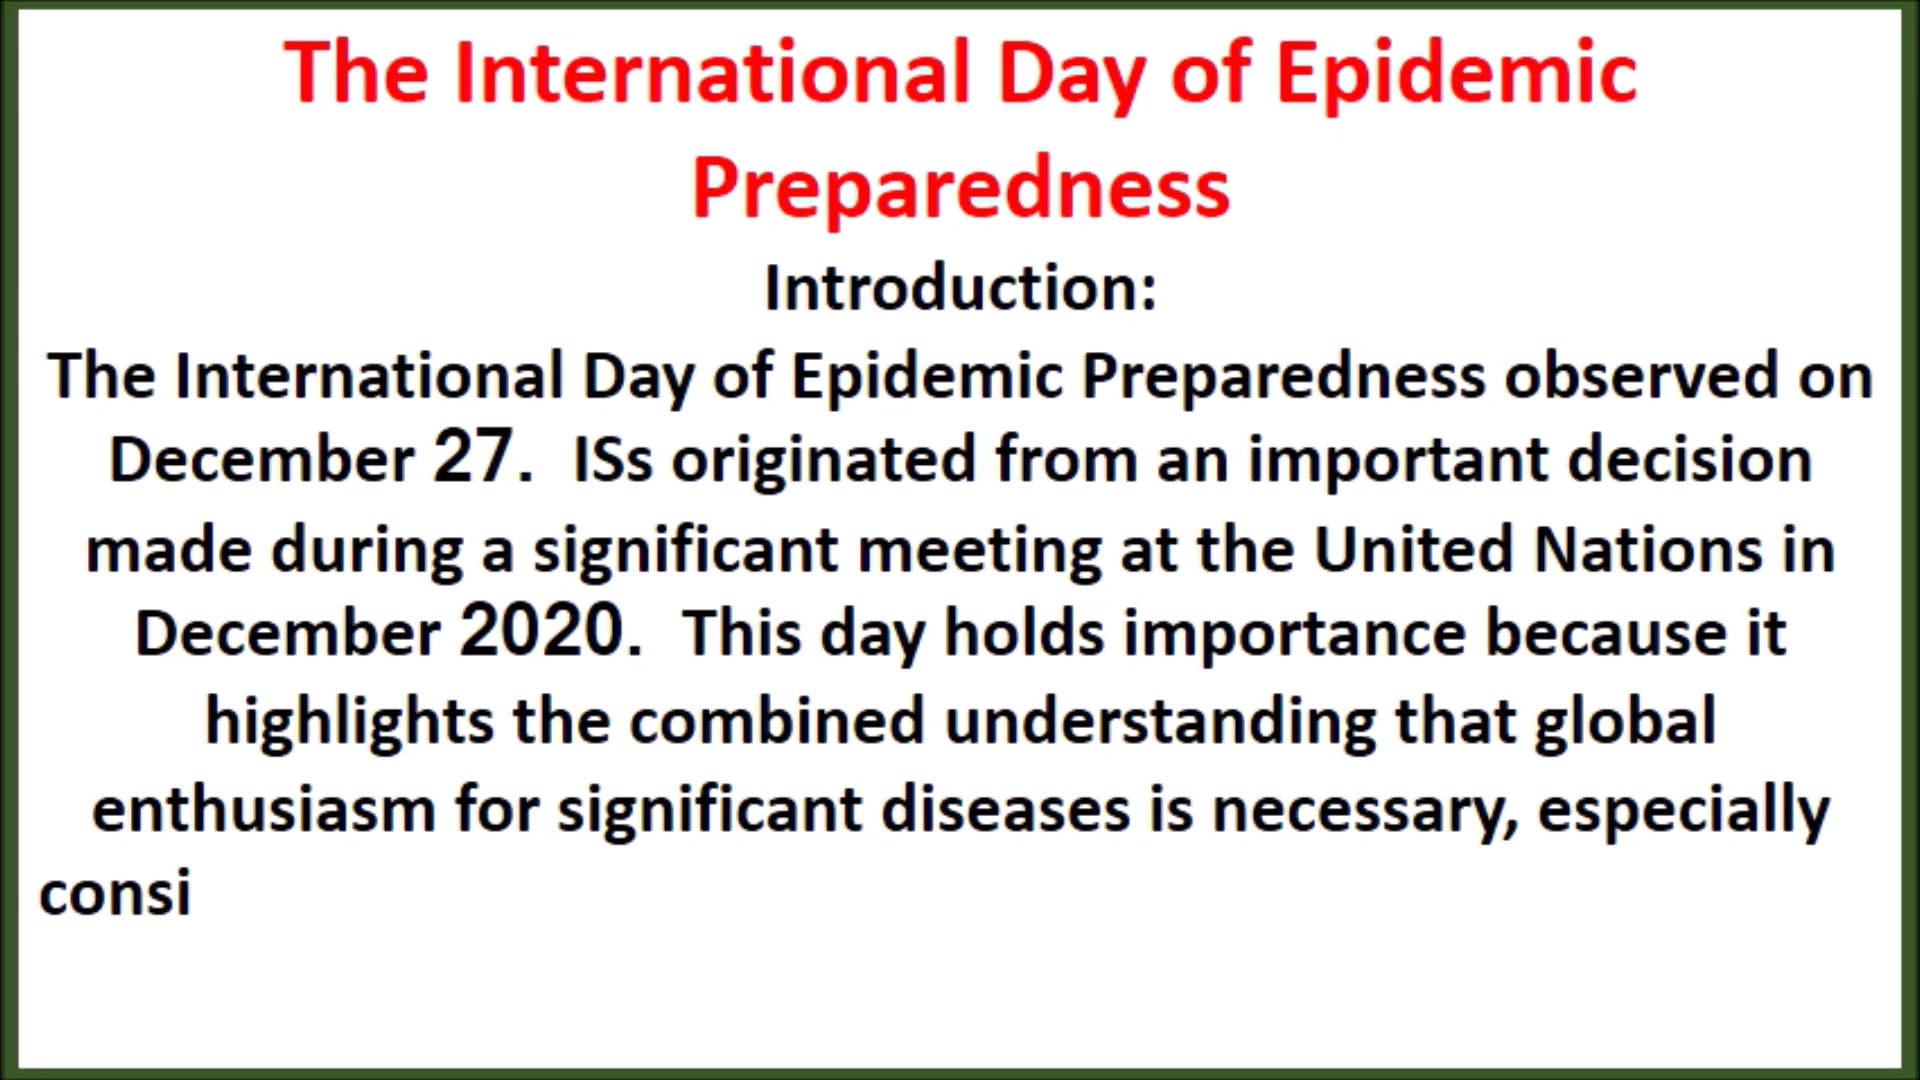 The International Day of Epidemic
Preparedness
Introduction:
The International Day of Epidemic Preparedness observed on
December 27.  ISs originated from an important decision
made during a significant meeting at the United Nations in
December 2020.  This day holds importance because it
highlights the combined understanding that global
enthusiasm for significant diseases is necessary, especially
consi